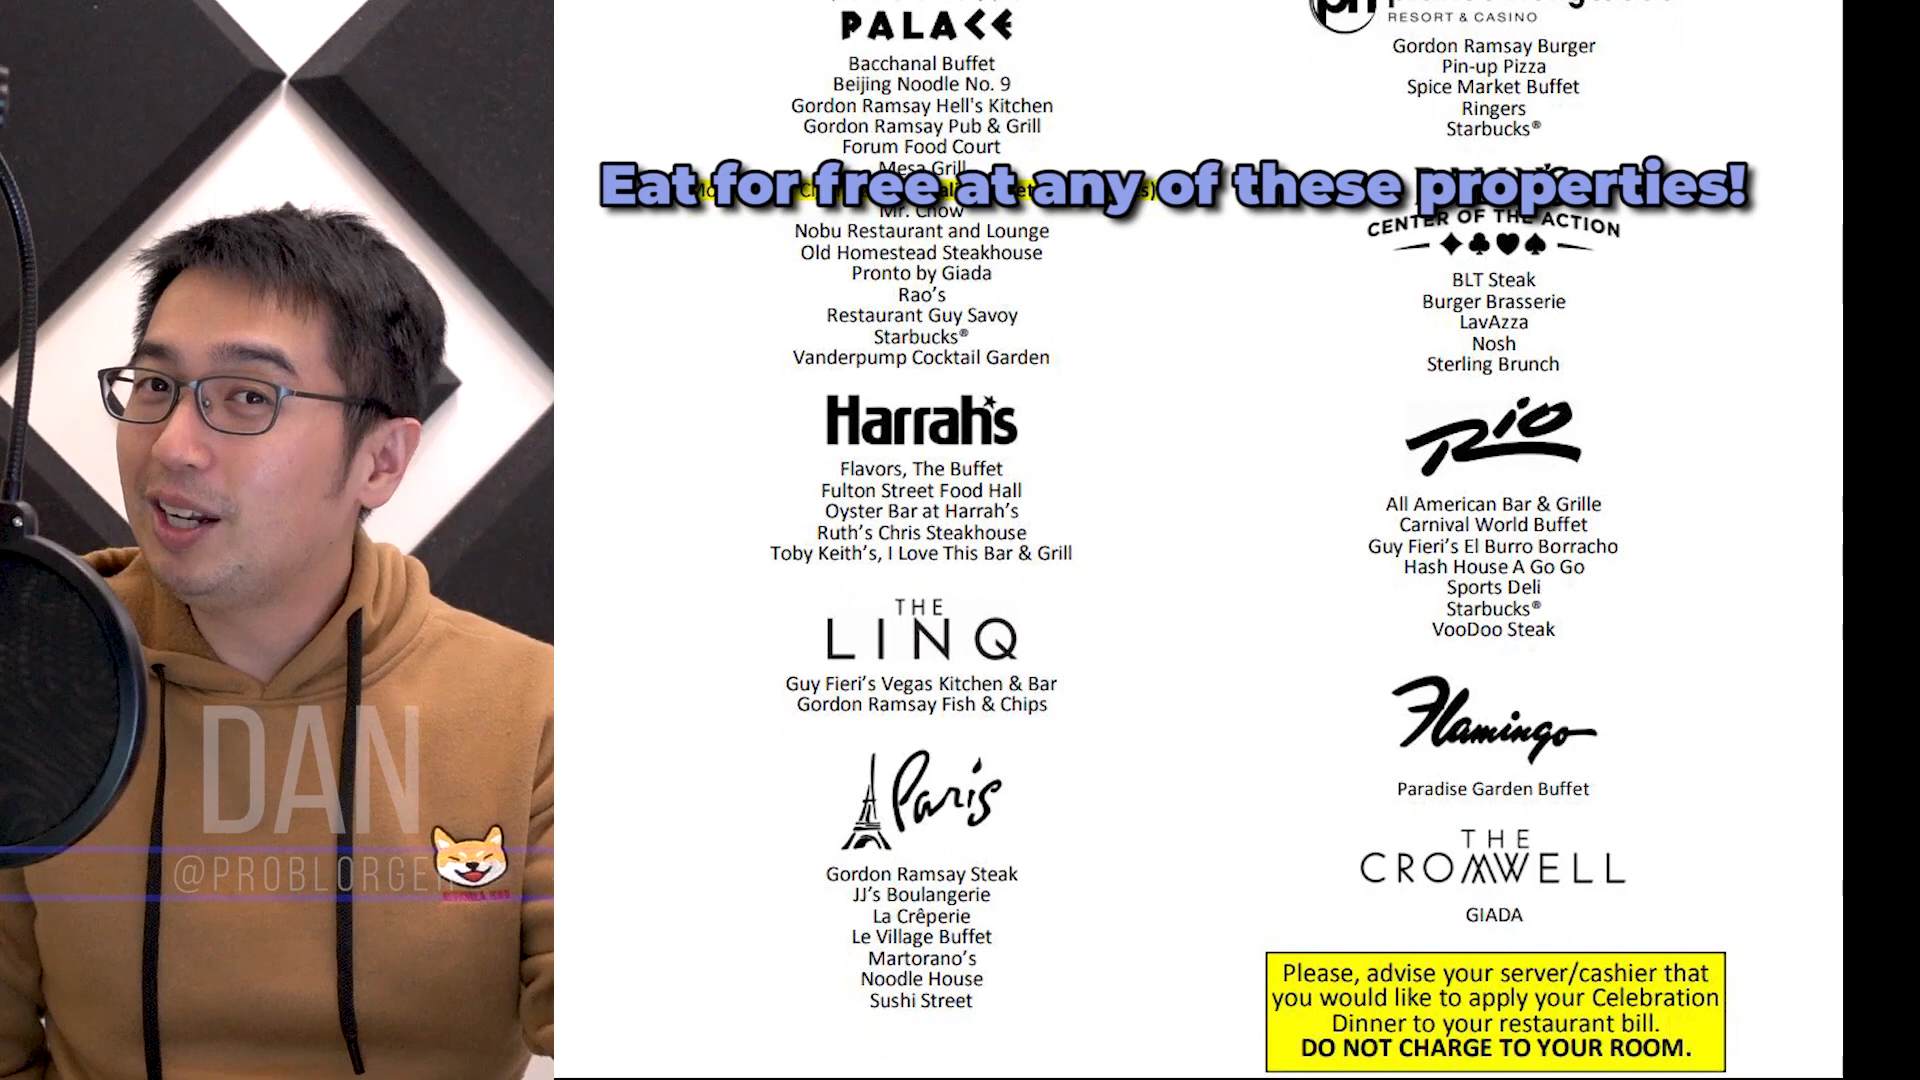 PALACE
Bacchanal Buffet
Beijing Noodle No. 9
Gordon Ramsay Hell's Kitchen
Gordon Ramsay Pub & Grill
Forum Food Court
Mesa Grill
Mr. Chow
Nobu Restaurant and Lounge
Old Homestead Steakhouse
Pronto by Giada
Rao's
Restaurant Guy Savoy
Starbucks®
Vanderpump Cocktail Garden
Harrah's
Flavors, The Buffet
Fulton Street Food Hall
Oyster Bar at Harrah's
Ruth's Chris Steakhouse
Toby Keith's, I Love This Bar & Grill
THE
LINQ
Guy Fieri's Vegas Kitchen & Bar
Gordon Ramsay Fish & Chips
Paris
Gordon Ramsay Steak
JJ's Boulangerie
La Crêperie
Le Village Buffet
Martorano's
Noodle House
Sushi Street
RESORT & CASINO
Gordon Ramsay Burger
Pin-up Pizza
Spice Market Buffet
Ringers
Starbucks®
Eat for free at any of these properties!
CENTER OF THE ACTION
BLT Steak
Burger Brasserie
LavAzza
Nosh
Sterling Brunch
Rio
All American Bar & Grille
Carnival World Buffet
Guy Fieri's El Burro Borracho
Hash House A Go Go
Sports Deli
Starbucks®
VooDoo Steak
Flamingo
Paradise Garden Buffet
THE
CROMWELL
GIADA
Please, advise your server/cashier that
you would like to apply your Celebration
Dinner to your restaurant bill.
DO NOT CHARGE TO YOUR ROOM.
DAN
@PROBLORGER